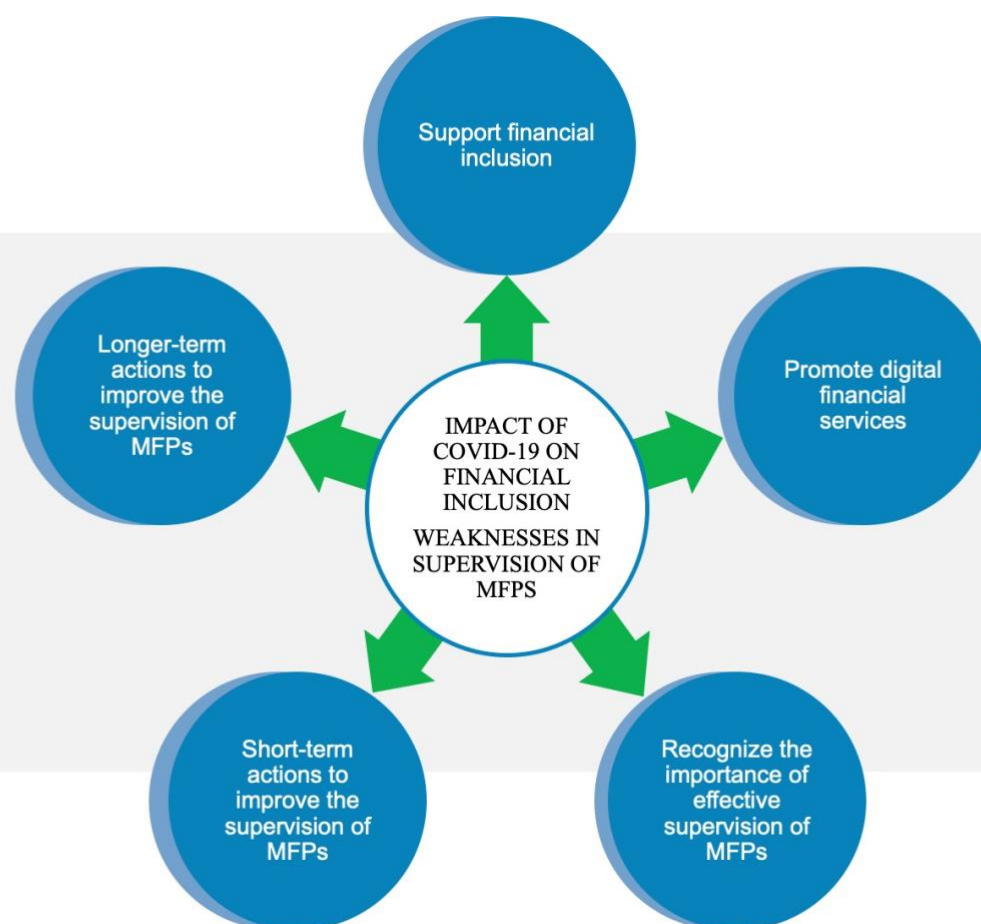 Support financial
inclusion
Longer-term
actions to
improve the
supervision of
MFPs
Promote digital
financial
services
IMPACT OF
COVID-19 ON
FINANCIAL
INCLUSION
WEAKNESSES IN
SUPERVISION OF
MFPS
Short-term
actions to
improve the
supervision of
MFPs
Recognize the
importance of
effective
supervision of
MFPs